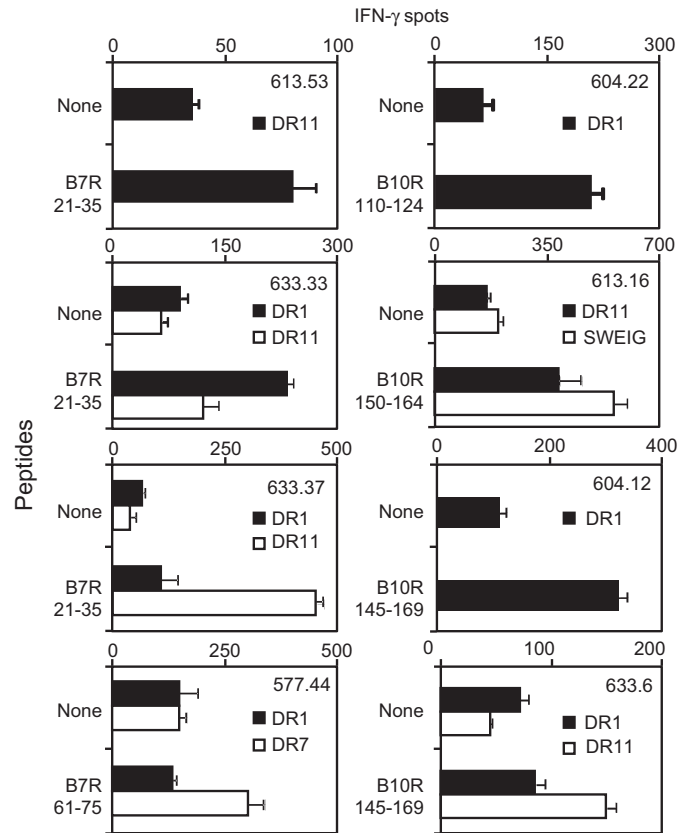 IFN-γ spots
0 50 100
613.53
None
DR11
B7R
21-35
0 150 300
604.22
None
DR1
B10R
110-124
0 150 300
633.33
None
DR1
DR11
B7R
21-35
0 350 700
613.16
None
DR11
SWEIG
B10R
150-164
Peptides
0 250 500
633.37
None
DR1
DR11
B7R
21-35
0 200 400
604.12
None
DR1
B10R
145-169
0 250 500
577.44
None
DR1
DR7
B7R
61-75
0 100 200
633.6
None
DR1
DR11
B10R
145-169